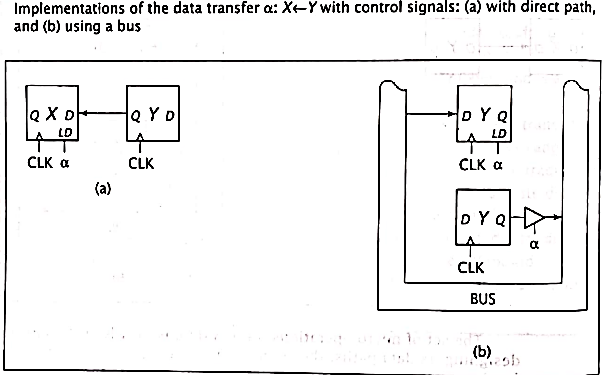 Implementations of the data transfer α: X←Y with control signals: (a) with direct path,
and (b) using a bus
Q X D
LD
Q Y D
CLK α
CLK
(a)
D Y Q
LD
CLK α
D Y Q
α
CLK
BUS
(b)